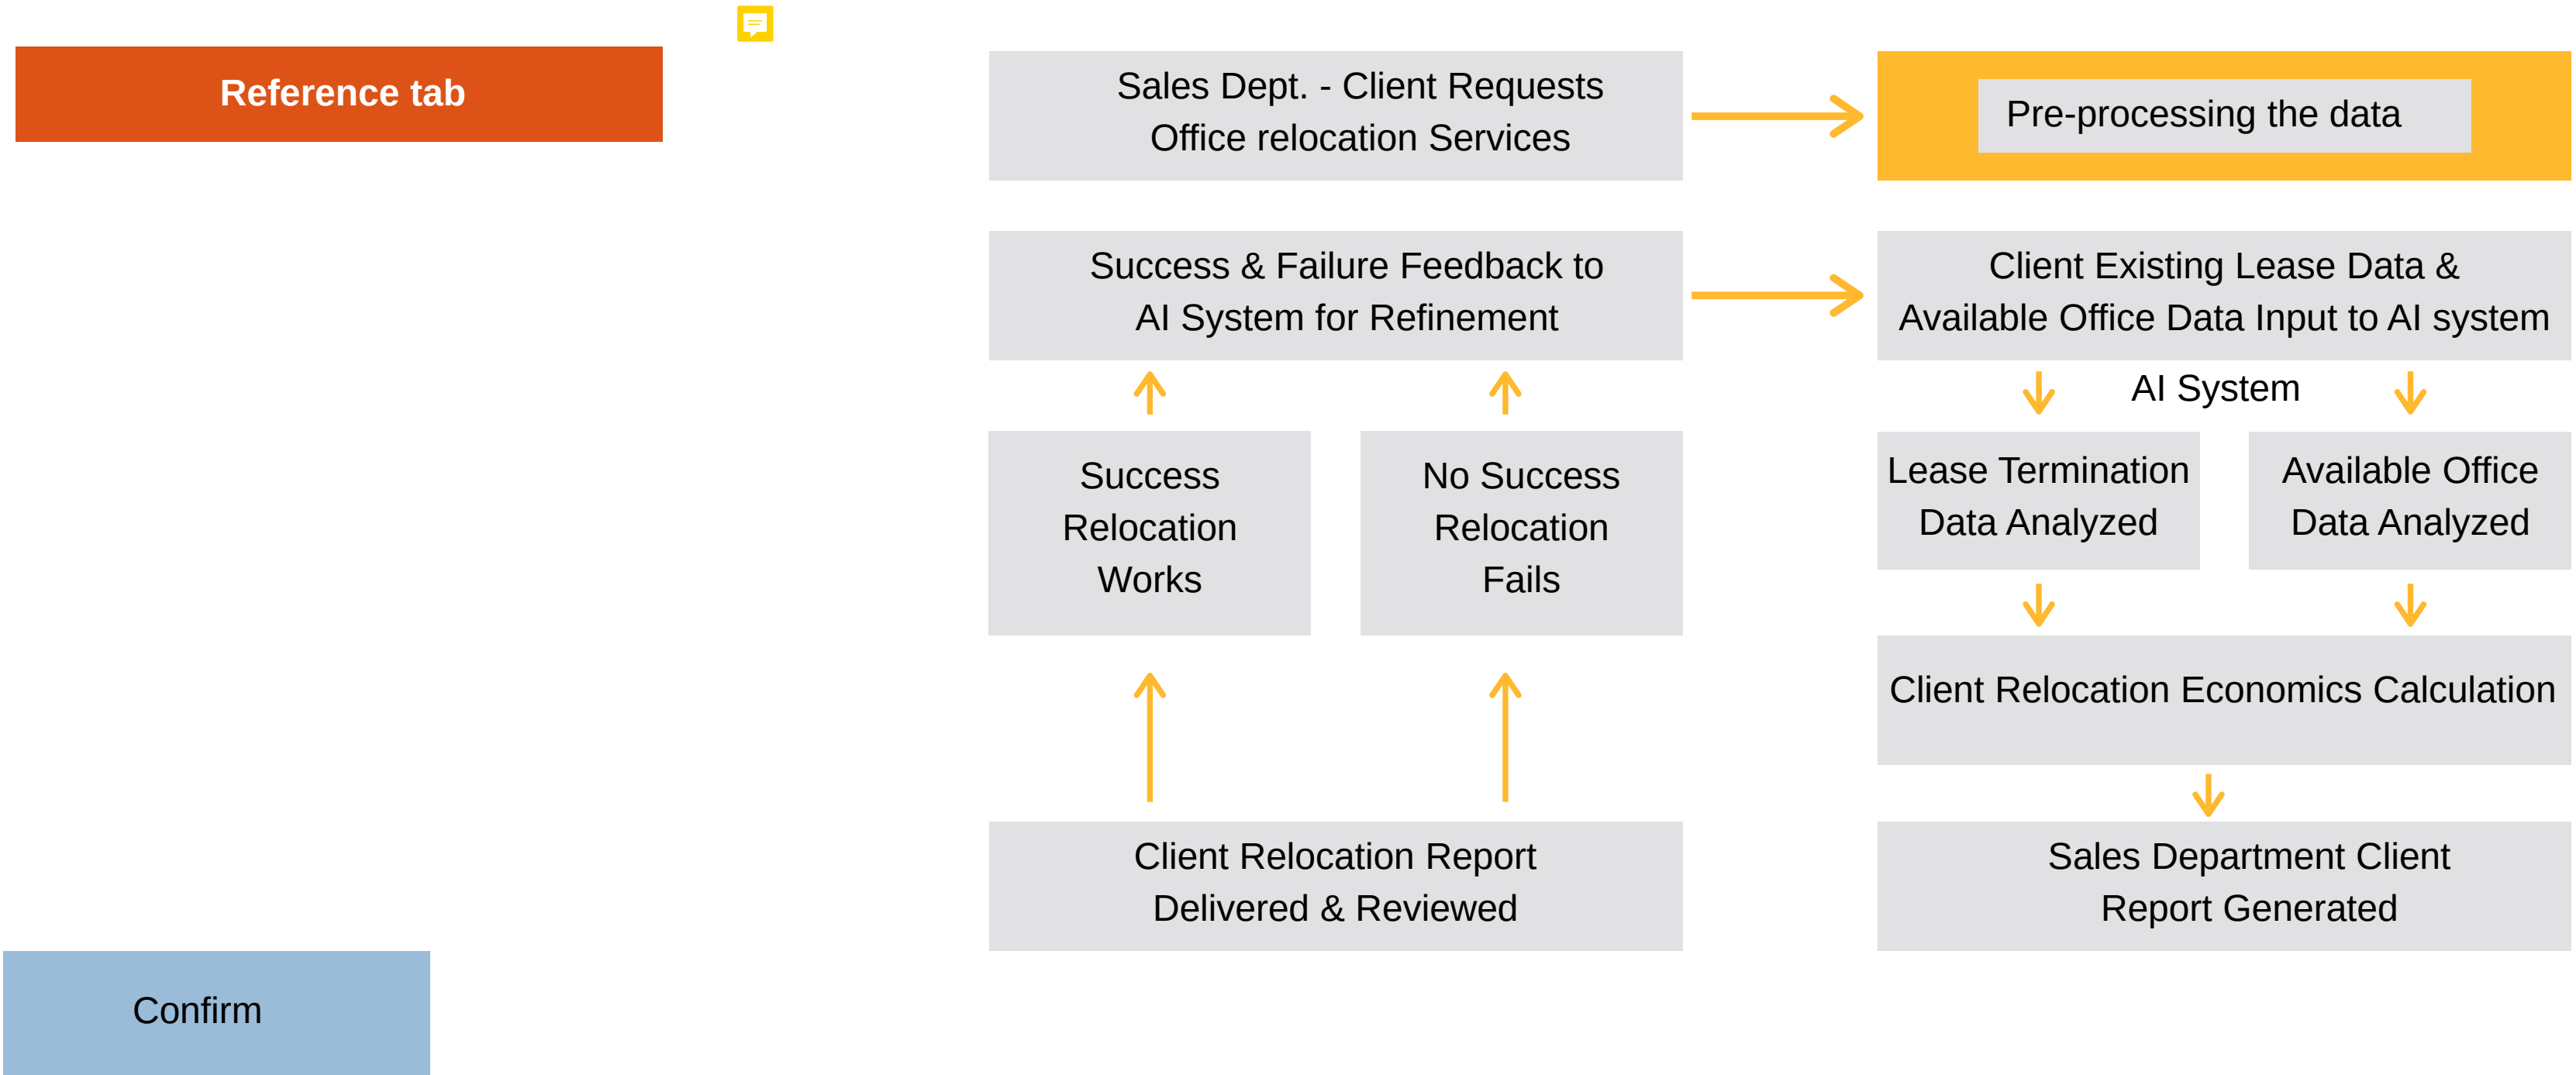 Reference tab
Sales Dept. - Client Requests
Office relocation Services
Pre-processing the data
Success & Failure Feedback to
AI System for Refinement
Client Existing Lease Data &
Available Office Data Input to AI system
AI System
Success
Relocation
Works
No Success
Relocation
Fails
Lease Termination
Data Analyzed
Available Office
Data Analyzed
Client Relocation Economics Calculation
Client Relocation Report
Delivered & Reviewed
Sales Department Client
Report Generated
Confirm